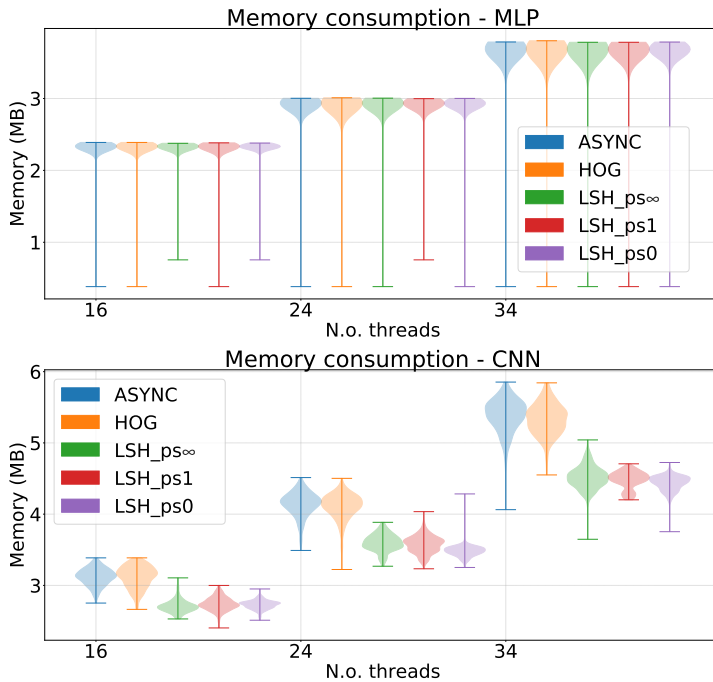 Memory consumption - MLP
Memory (MB)
3
2
1
ASYNC
HOG
LSH_ps∞
LSH_ps1
LSH_ps0
16
24
34
N.o. threads
Memory consumption - CNN
Memory (MB)
6
5
4
3
ASYNC
HOG
LSH_ps∞
LSH_ps1
LSH_ps0
16
24
34
N.o. threads